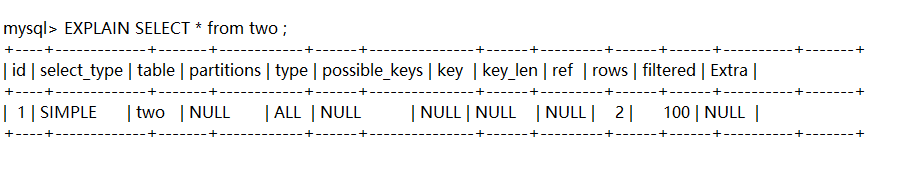 mysql> EXPLAIN SELECT * from two ;
+----+-------------+-------+------------+------+---------------+------+---------+------+------+----------+-------+
| id | select_type | table | partitions | type | possible_keys | key | key_len | ref | rows | filtered | Extra |
+----+-------------+-------+------------+------+---------------+------+---------+------+------+----------+-------+
| 1 | SIMPLE | two | NULL | ALL | NULL | NULL | NULL | NULL | 2 | 100 | NULL |
+----+-------------+-------+------------+------+---------------+------+---------+------+------+----------+-------+